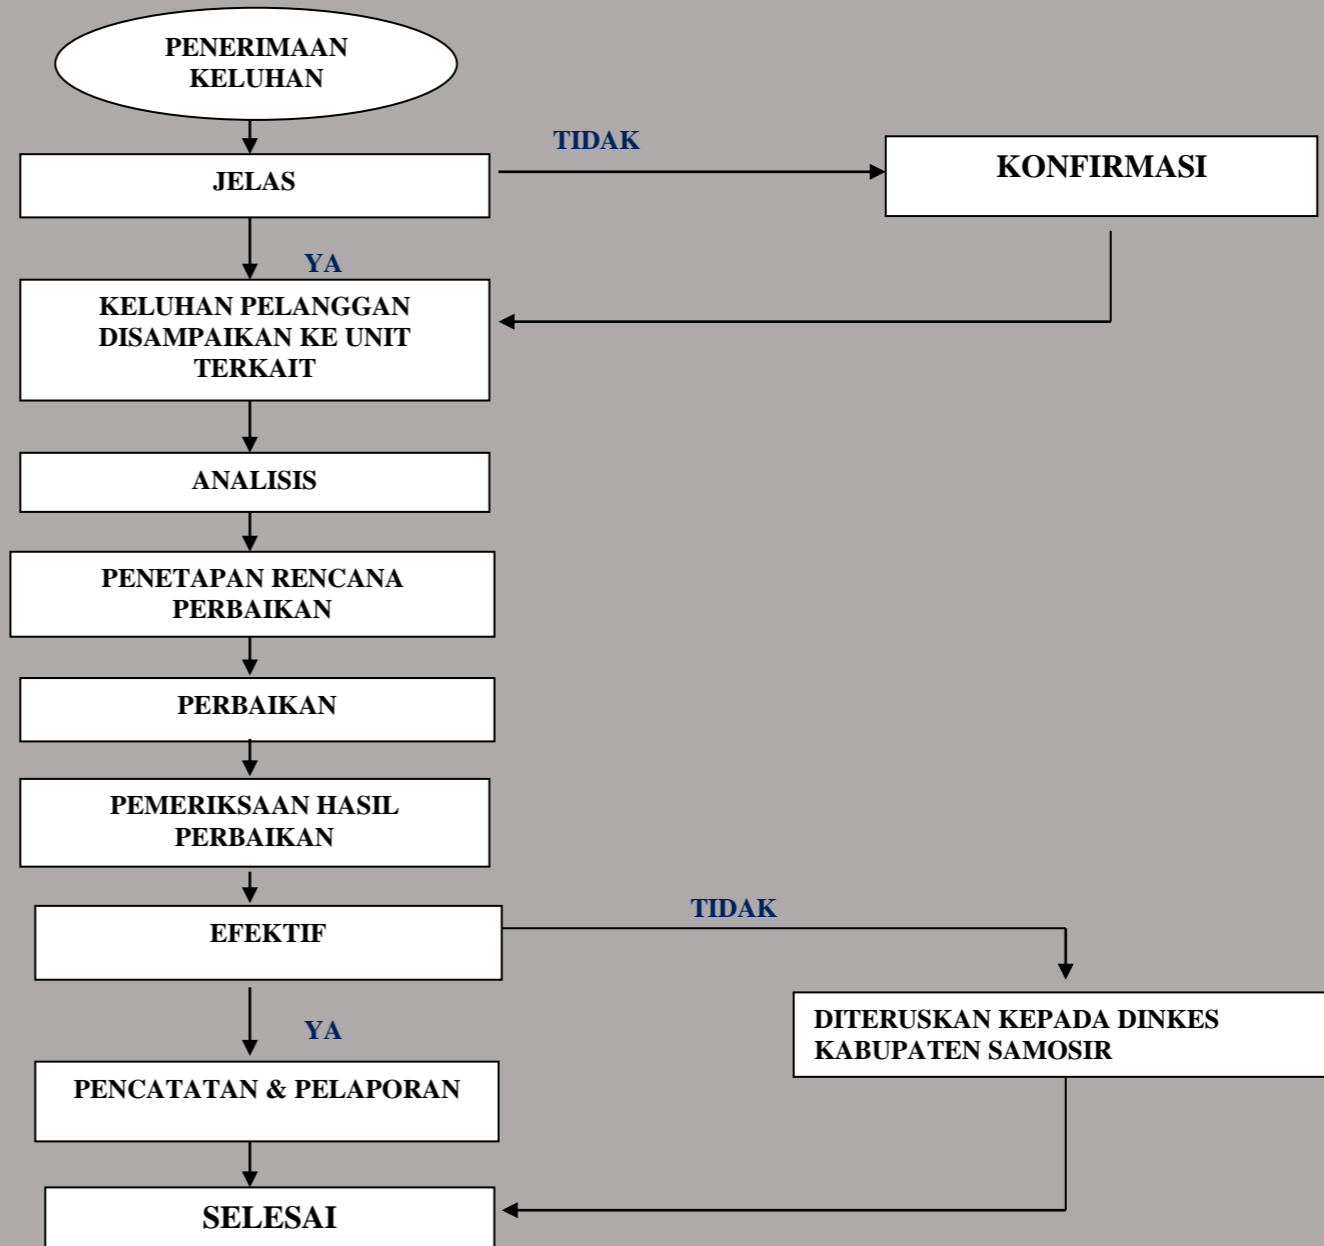 PENERIMAAN
KELUHAN
TIDAK
JELAS
KONFIRMASI
YA
KELUHAN PELANGGAN
DISAMPAIKAN KE UNIT
TERKAIT
ANALISIS
PENETAPAN RENCANA
PERBAIKAN
PERBAIKAN
PEMERIKSAAN HASIL
PERBAIKAN
EFEKTIF
TIDAK
DITERUSKAN KEPADA DINKES
KABUPATEN SAMOSIR
YA
PENCATATAN & PELAPORAN
SELESAI